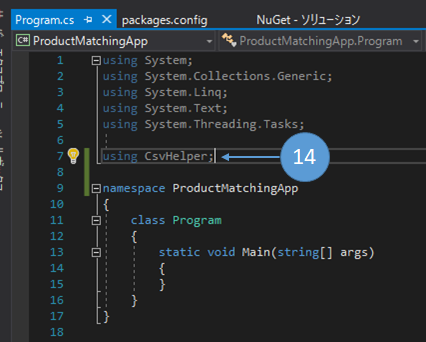 Program.cs packages.config NuGet - ソリューション
C# ProductMatchingApp ProductMatchingApp.Program
1 using System;
2 using System.Collections.Generic;
3 using System.Linq;
4 using System.Text;
5 using System.Threading.Tasks;
6
7 using CsvHelper; 14
8
9 namespace ProductMatchingApp
10 {
11 class Program
12 {
13 static void Main(string[] args)
14 {
15 }
16 }
17 }
18